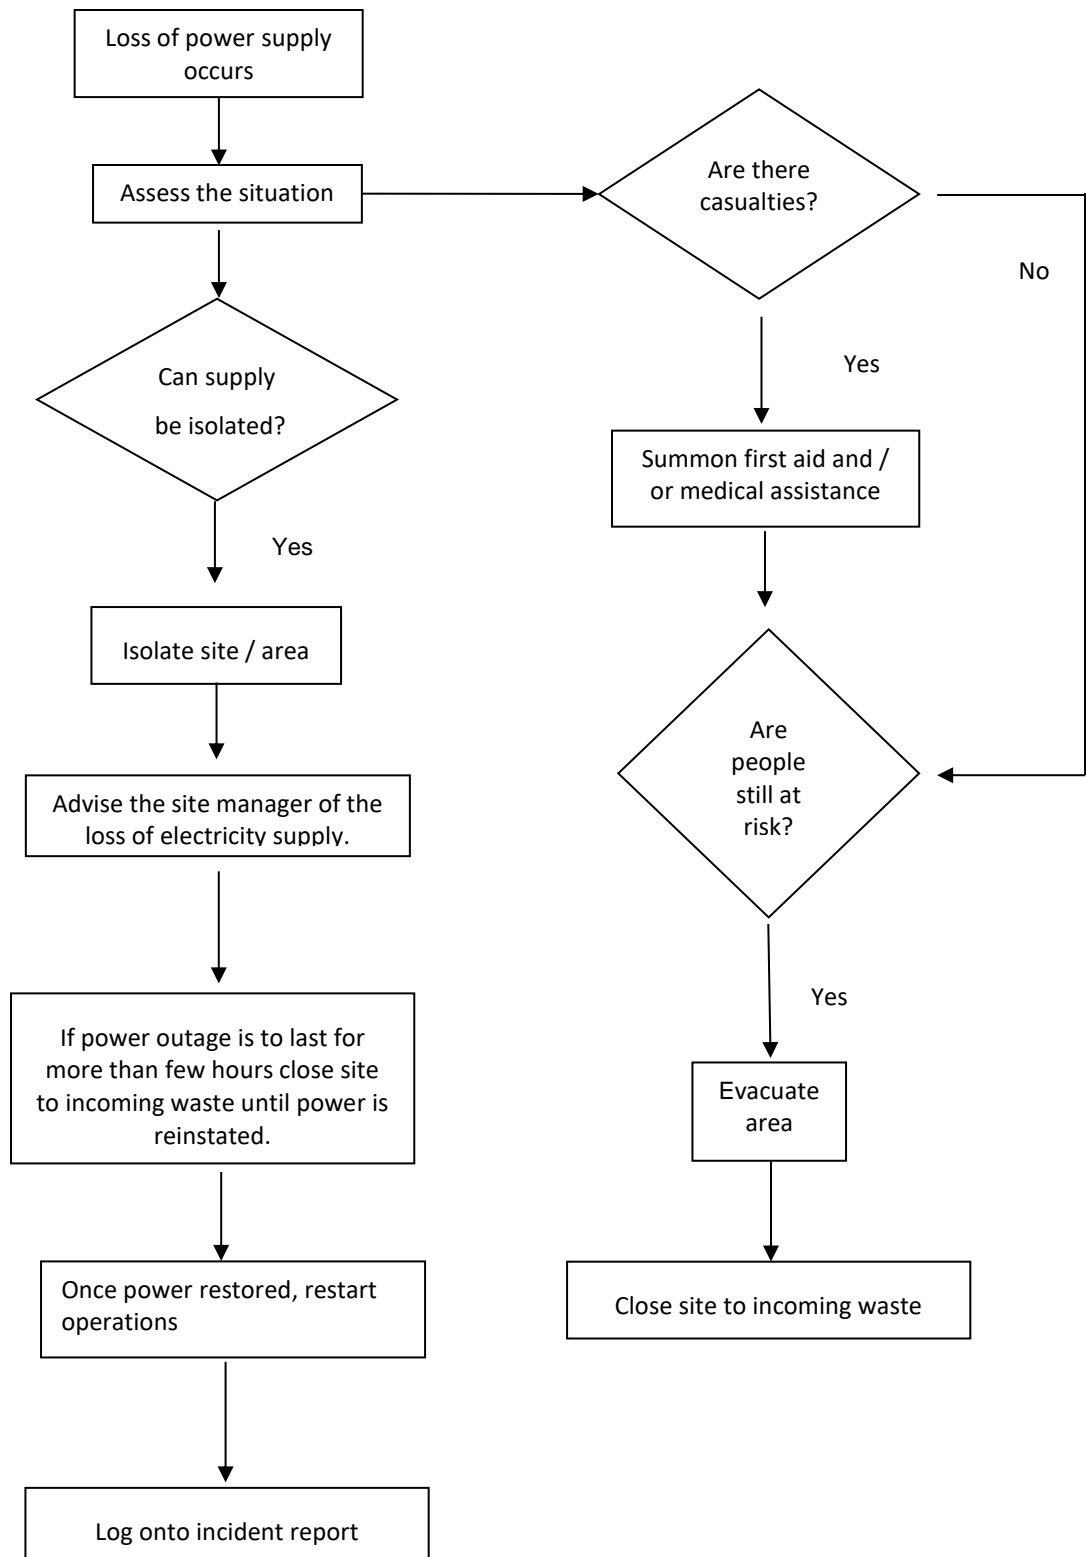 Loss of power supply
occurs
Assess the situation
Are there
casualties?
No
Yes
Can supply
be isolated?
Yes
Summon first aid and /
or medical assistance
Isolate site / area
Are
people
still at
risk?
Advise the site manager of the
loss of electricity supply.
Yes
If power outage is to last for
more than few hours close site
to incoming waste until power is
reinstated.
Evacuate
area
Once power restored, restart
operations
Close site to incoming waste
Log onto incident report